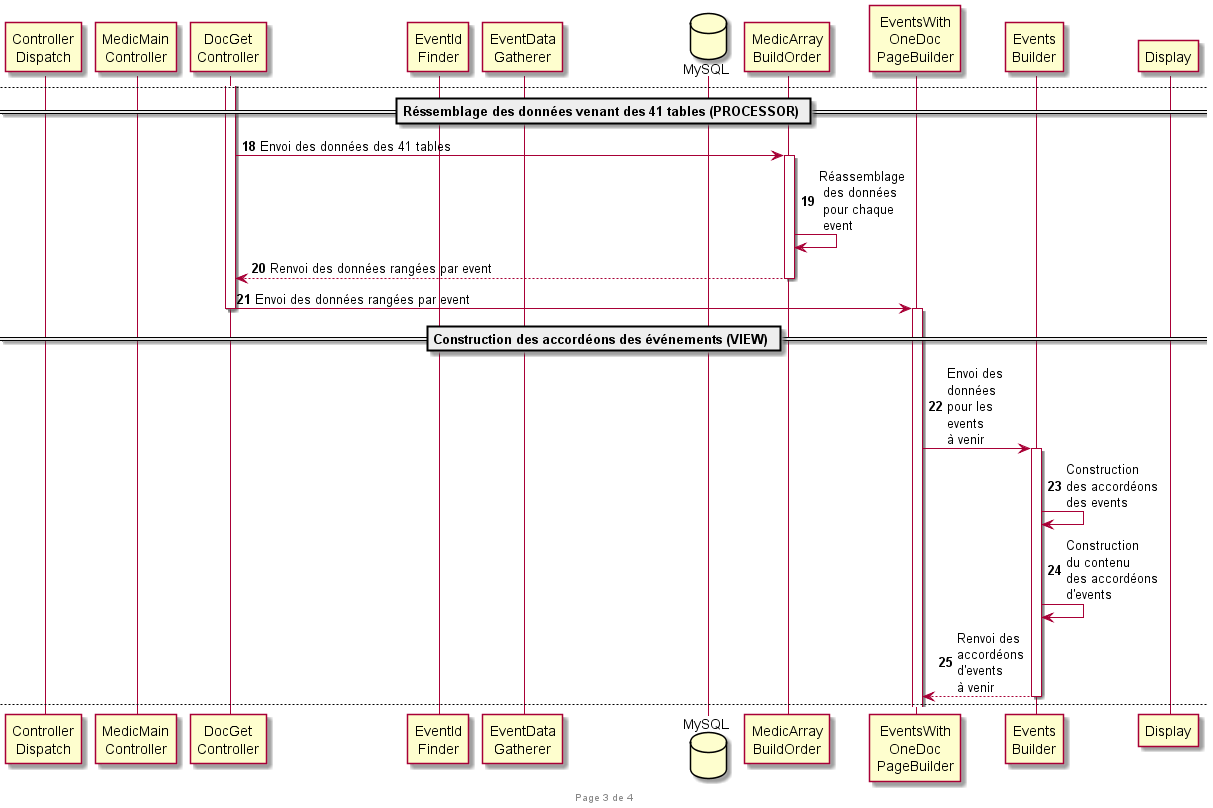 Controller
Dispatch
MedicMain
Controller
DocGet
Controller
EventId
Finder
EventData
Gatherer
MySQL
MedicArray
BuildOrder
EventsWith
OneDoc
PageBuilder
Events
Builder
Display
Réssemblage des données venant des 41 tables (PROCESSOR)
18 Envoi des données des 41 tables
Réassemblage
des données
19 pour chaque
event
20 Renvoi des données rangées par event
21 Envoi des données rangées par event
Construction des accordéons des événements (VIEW)
Envoi des
données
22 pour les
events
à venir
Construction
23 des accordéons
des events
Construction
du contenu
24 des accordéons
d'events
Renvoi des
accordéons
25 d'events
à venir
Controller
Dispatch
MedicMain
Controller
DocGet
Controller
EventId
Finder
EventData
Gatherer
MySQL
MedicArray
BuildOrder
EventsWith
OneDoc
PageBuilder
Events
Builder
Display
Page 3 de 4